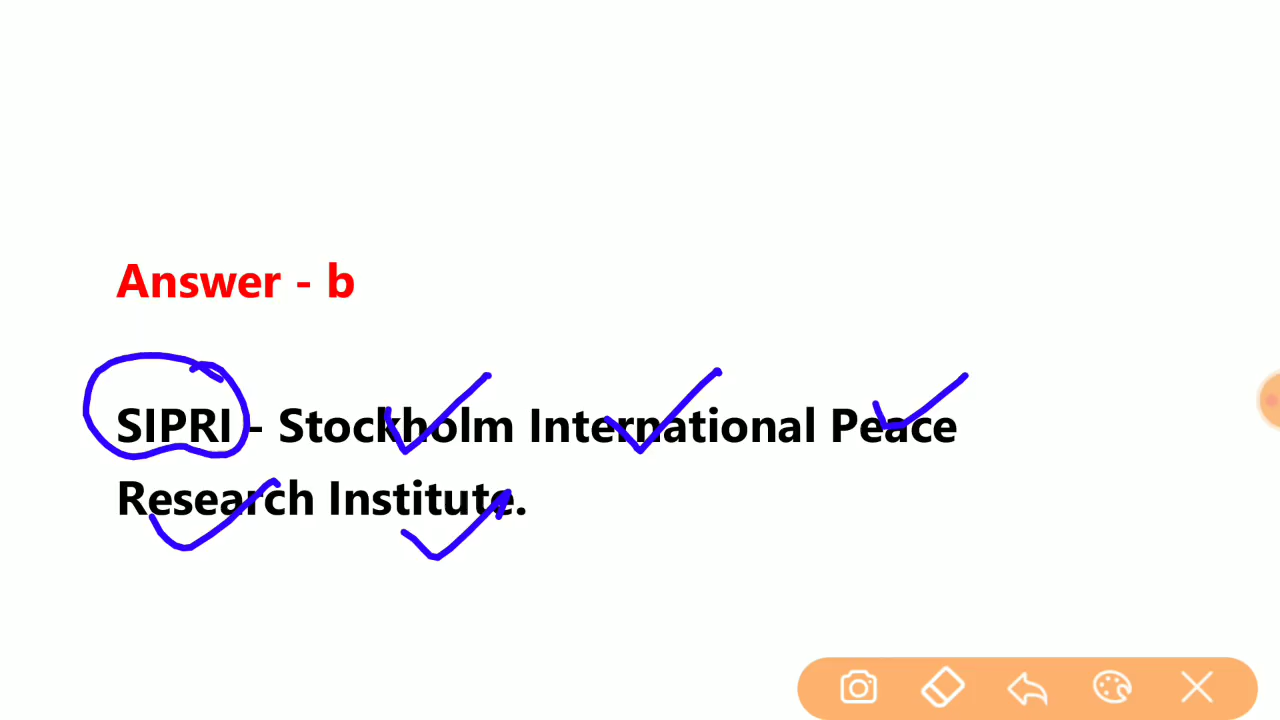 Answer - b
SIPRI - Stockholm International Peace
Research Institute.